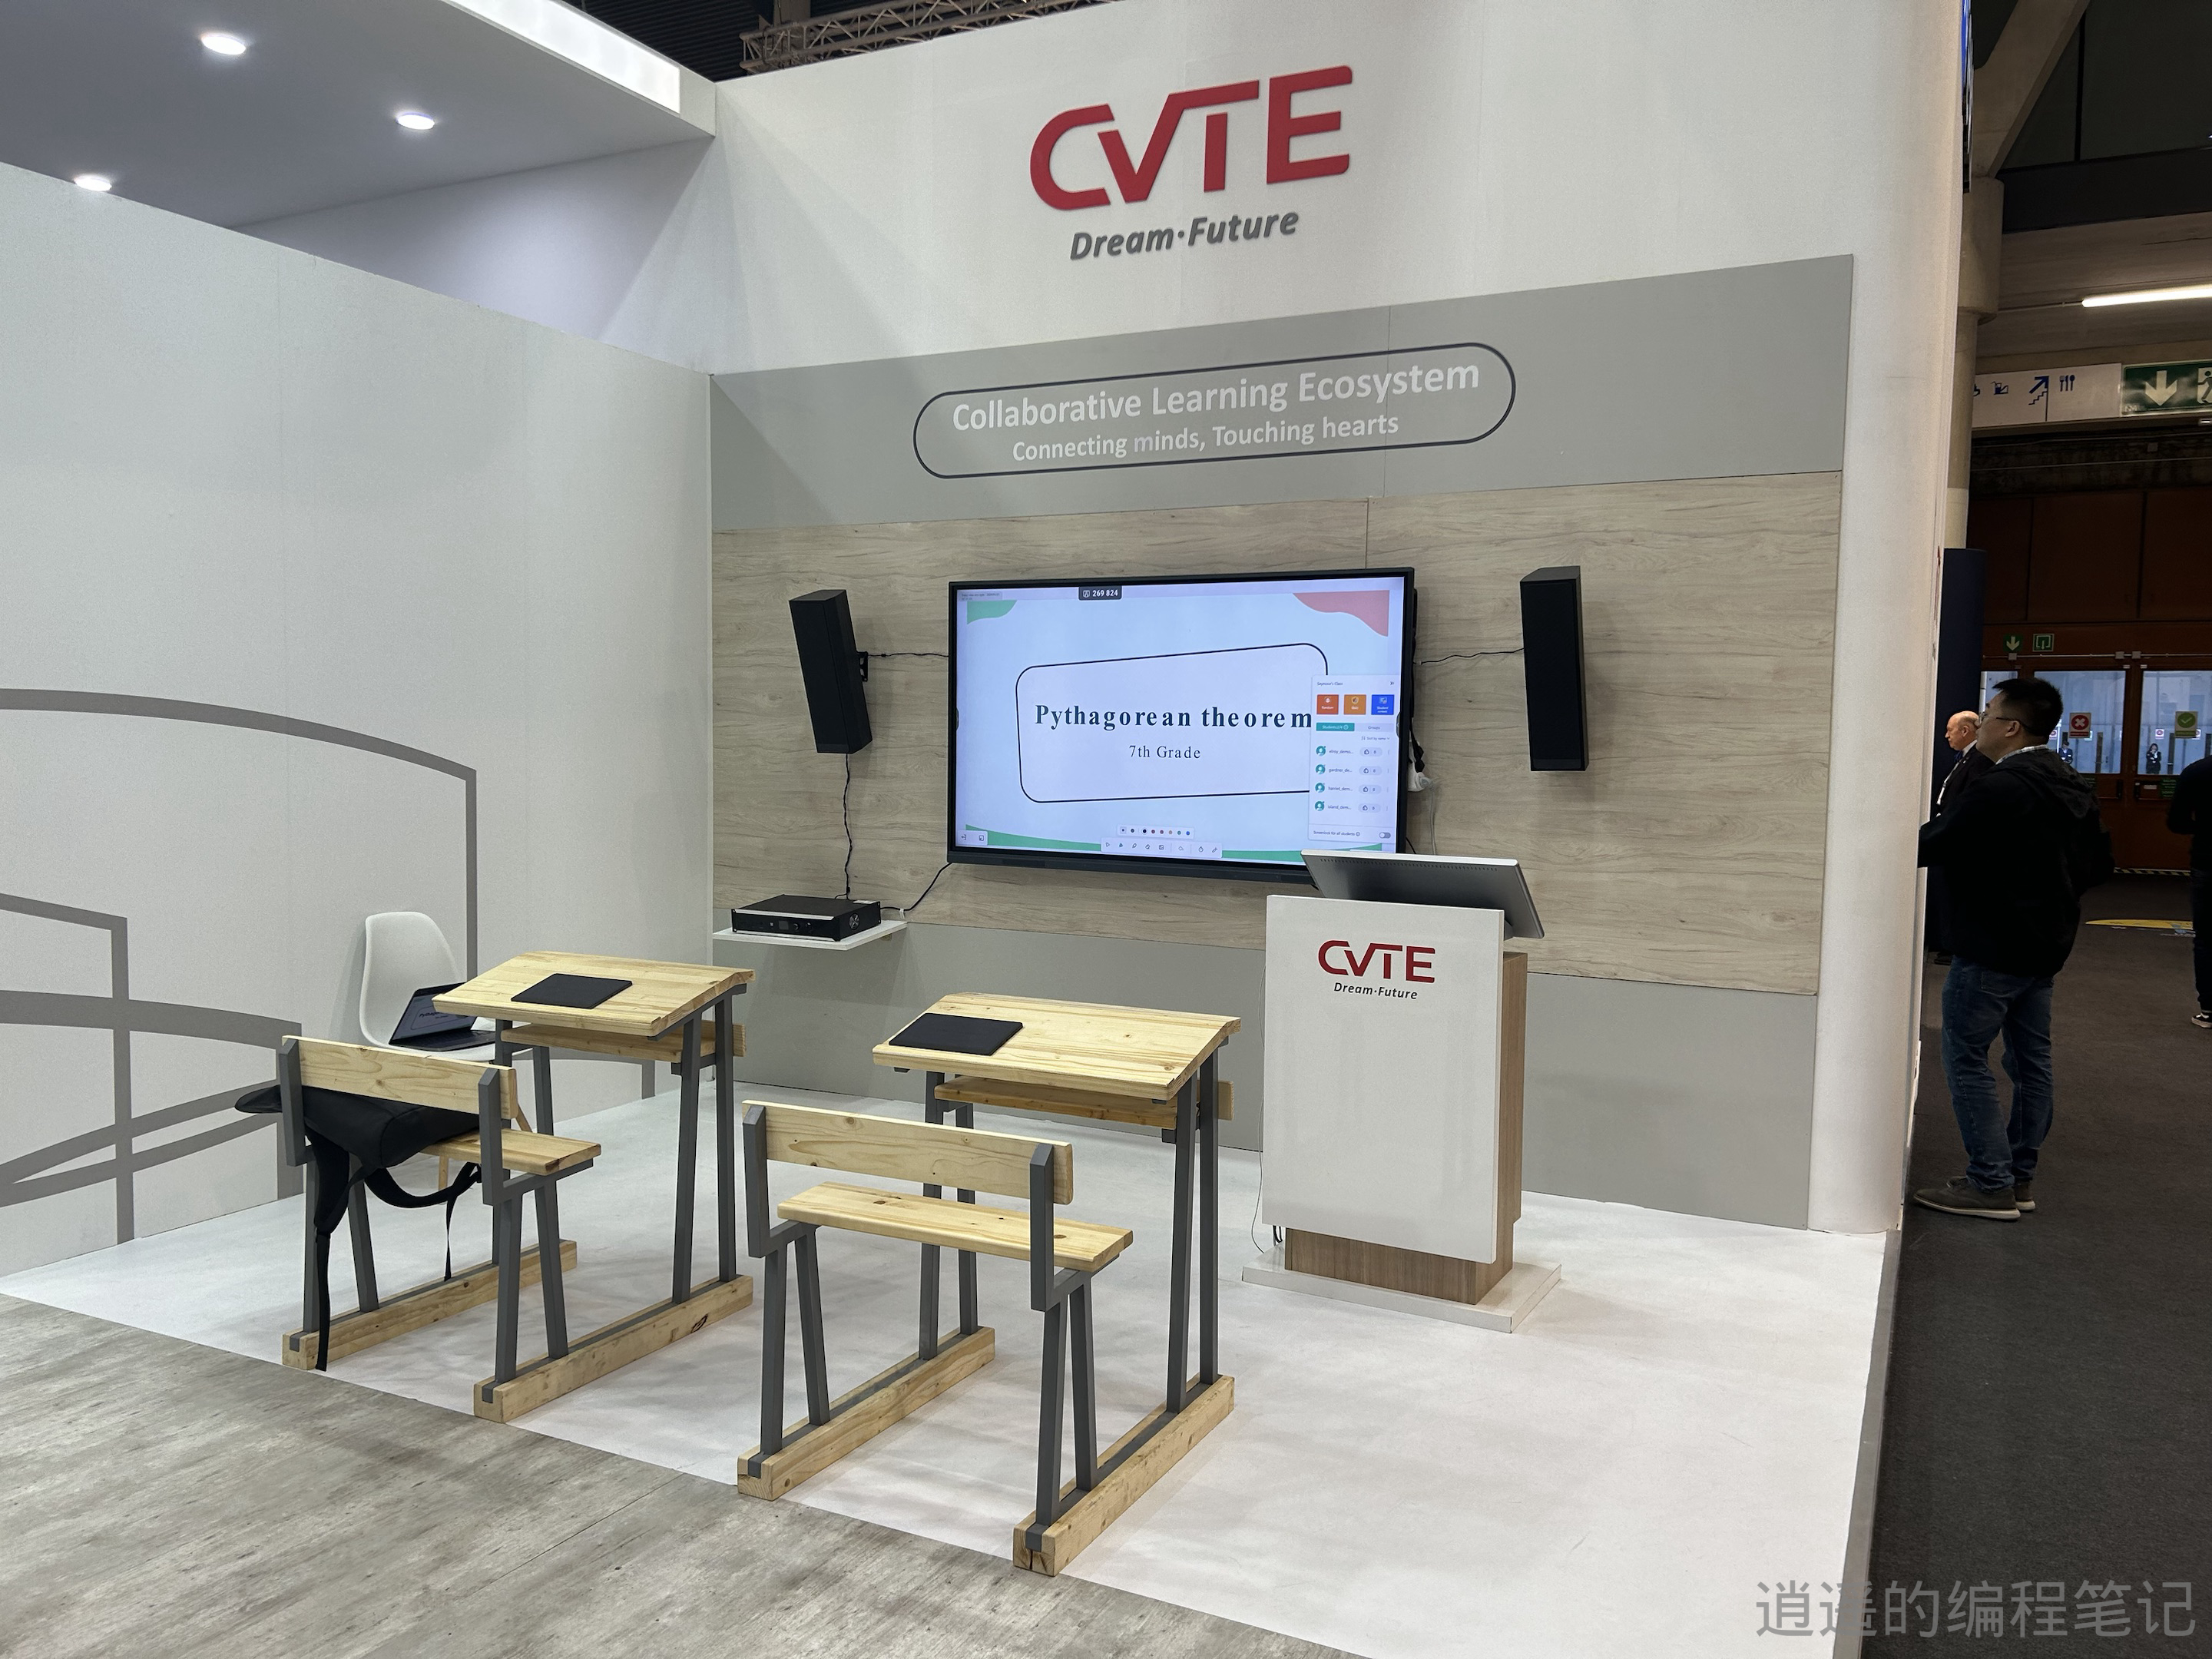 CVTE
Dream·Future
Collaborative Learning Ecosystem
Connecting minds, Touching hearts
269 824
Pythagorean theorem
7th Grade
CVTE
Dream·Future
逍遥的编程笔记